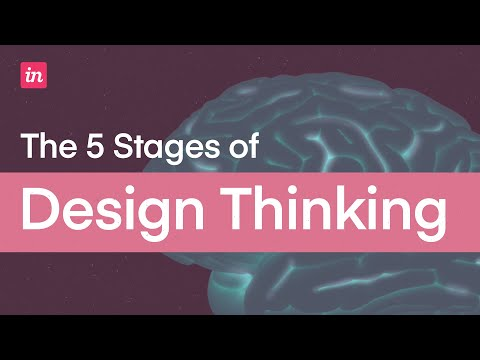 in
The 5 Stages of
Design Thinking